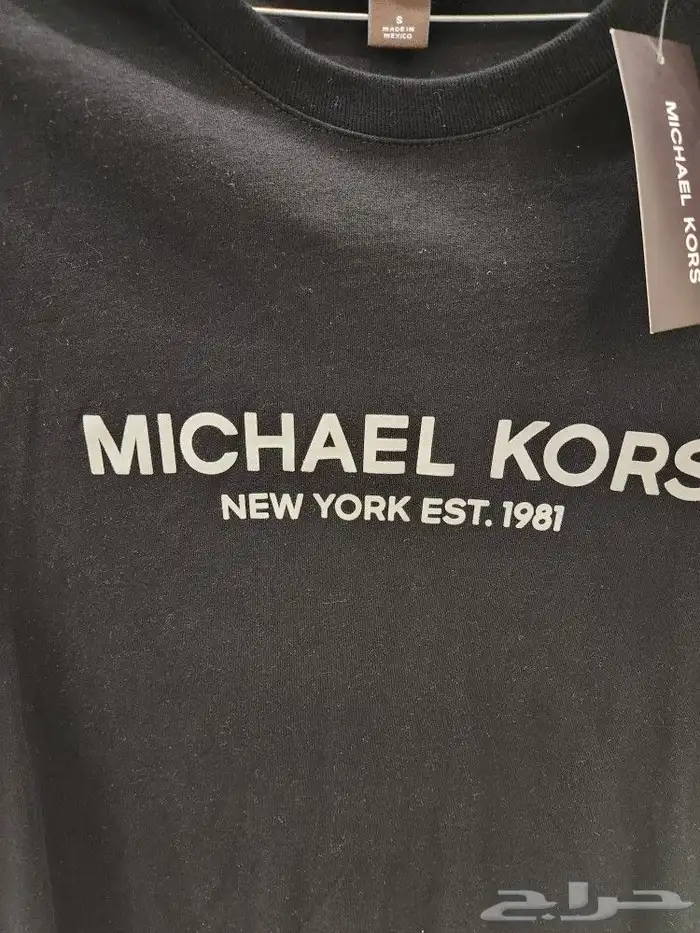 S
MADE IN
MEXICO
MICHAEL KORS
MICHAEL KORS
NEW YORK EST. 1981
حراج